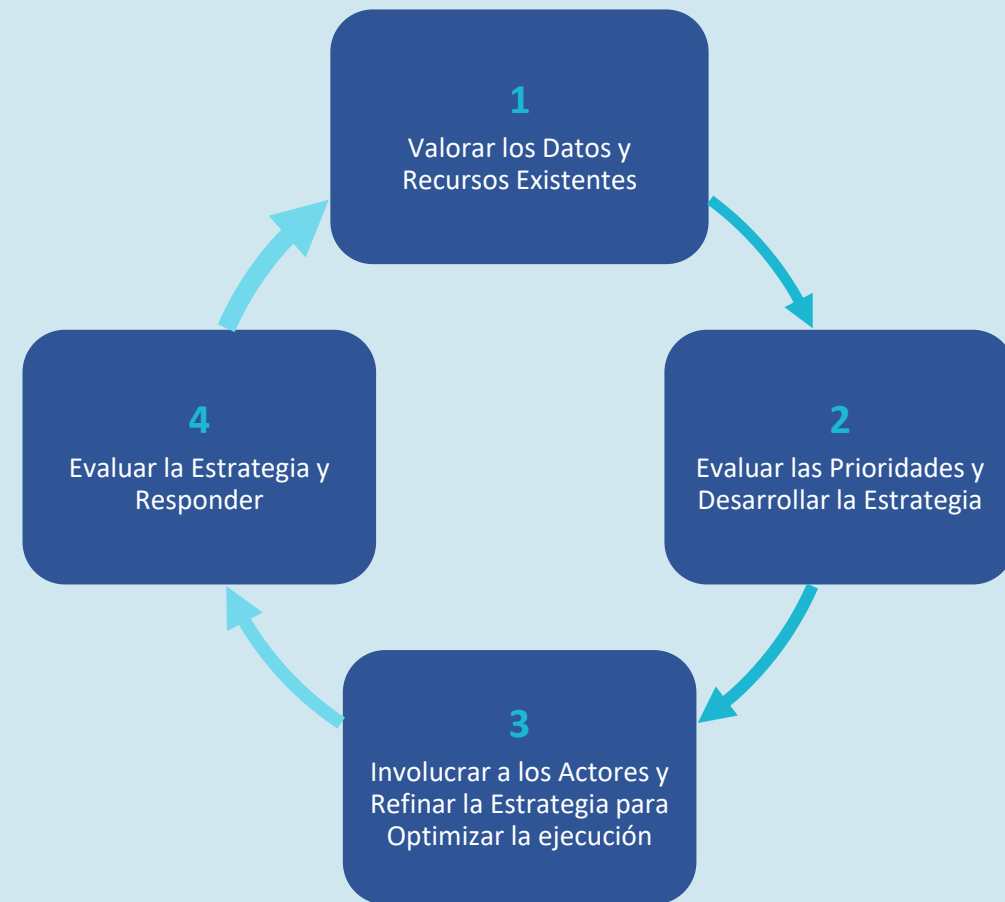 1
Valorar los Datos y
Recursos Existentes
2
Evaluar las Prioridades y
Desarrollar la Estrategia
3
Involucrar a los Actores y
Refinar la Estrategia para
Optimizar la ejecución
4
Evaluar la Estrategia y
Responder